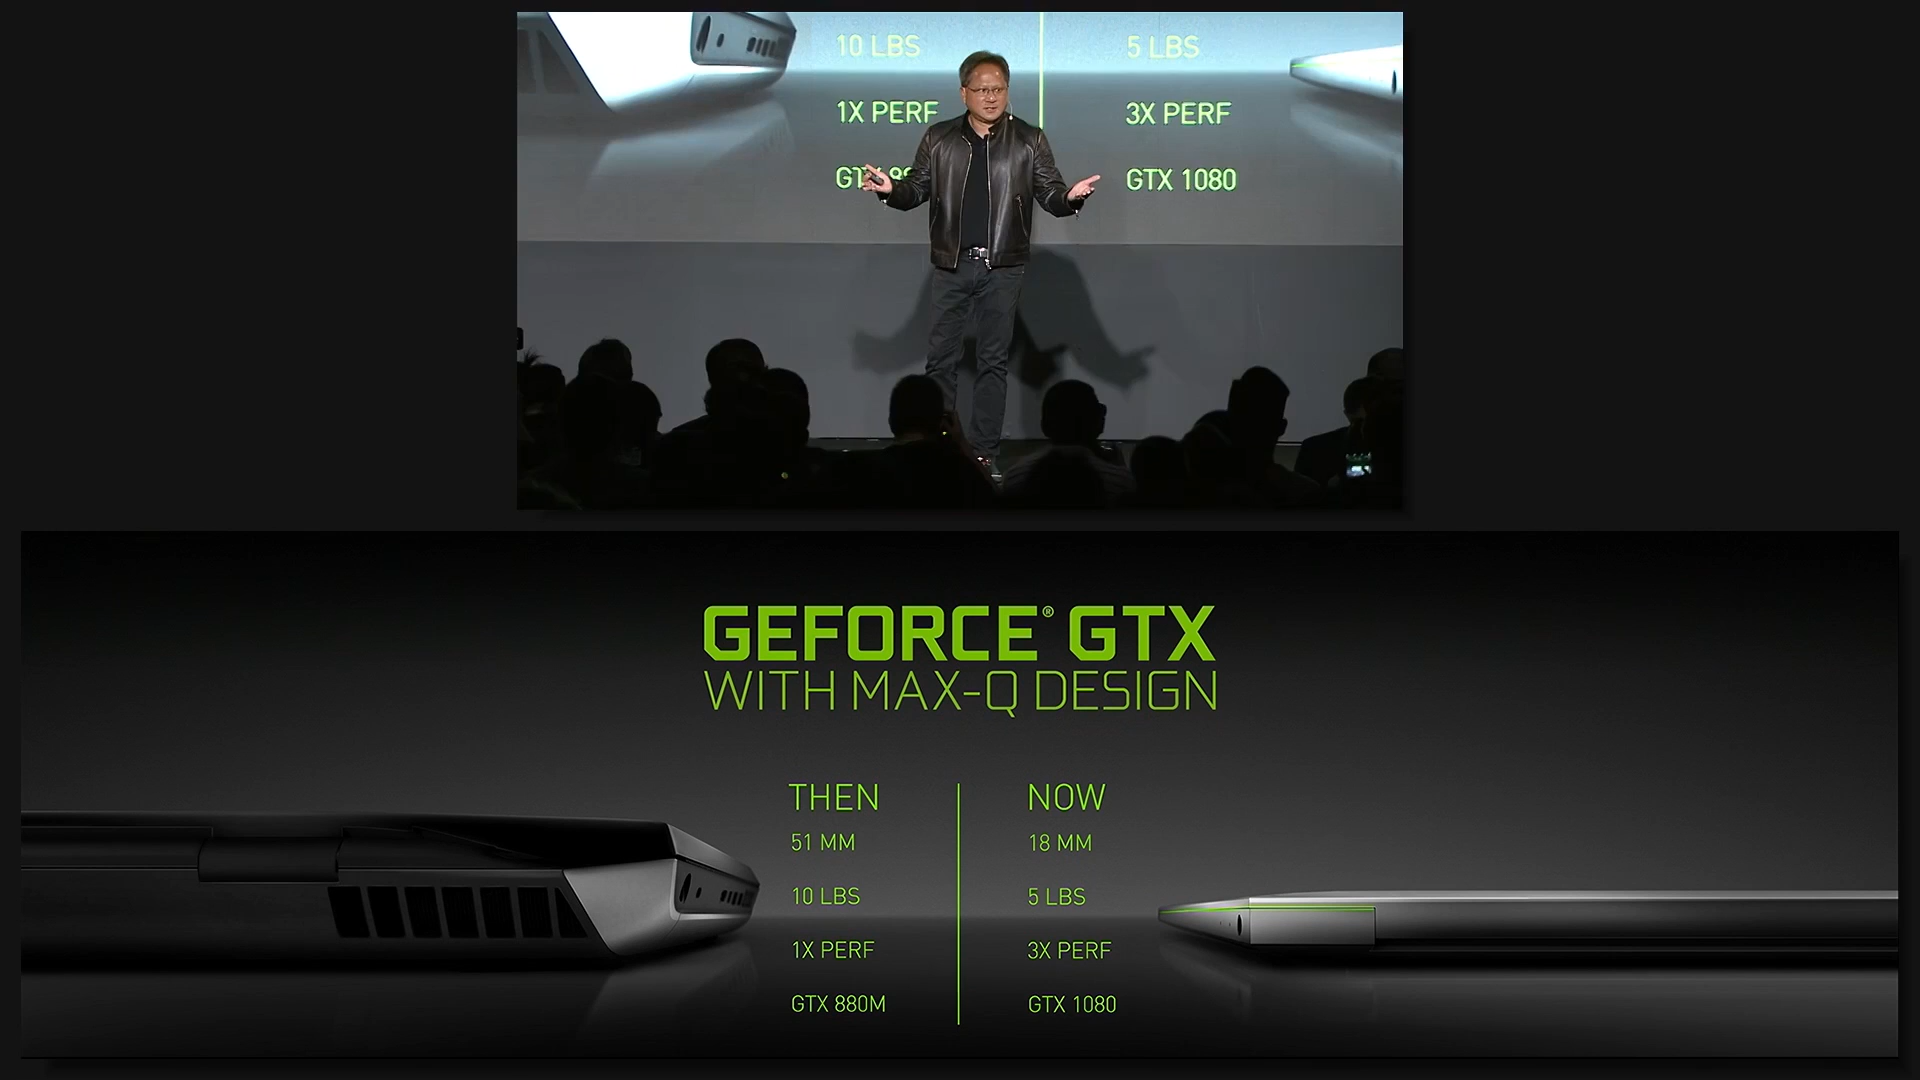 10 LBS
5 LBS
1X PERF
3X PERF
GTX 1080
GEFORCE® GTX
WITH MAX-Q DESIGN
THEN
NOW
51 MM
18 MM
10 LBS
5 LBS
1X PERF
3X PERF
GTX 880M
GTX 1080